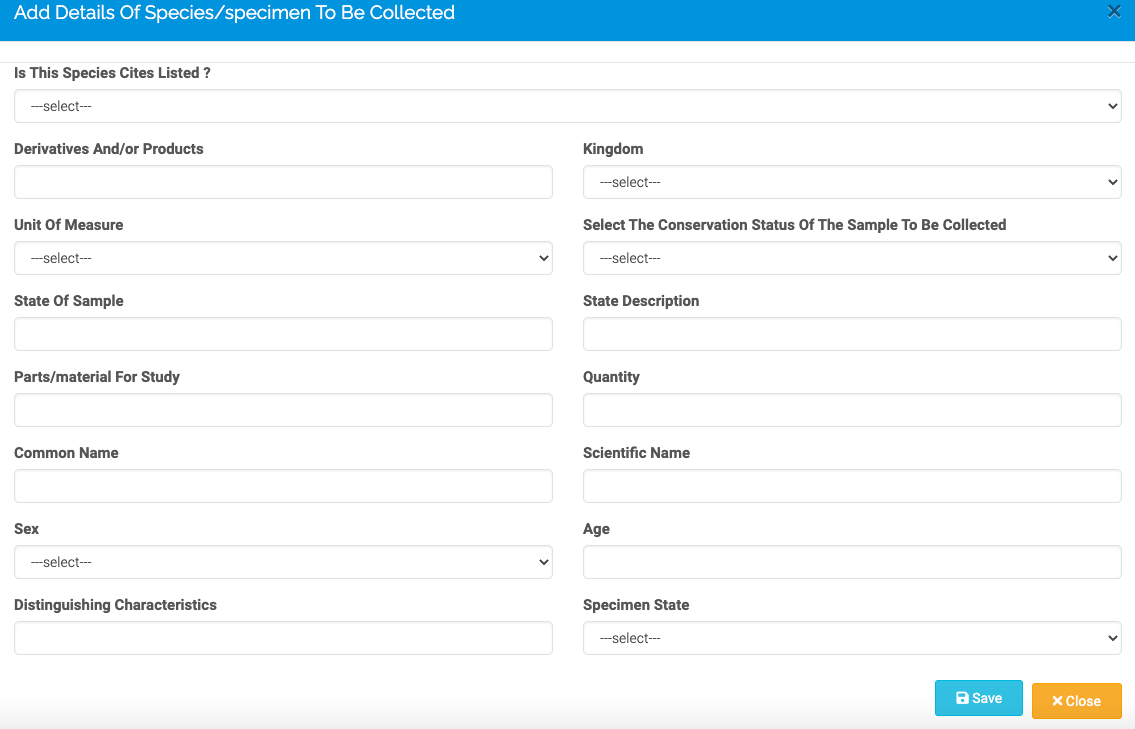 Add Details Of Species/specimen To Be Collected
Is This Species Cites Listed ?
---select---
Derivatives And/or Products
Kingdom
---select---
Unit Of Measure
Select The Conservation Status Of The Sample To Be Collected
---select---
---select---
State Of Sample
State Description
Parts/material For Study
Quantity
Common Name
Scientific Name
Sex
Age
---select---
Distinguishing Characteristics
Specimen State
---select---
Save
Close